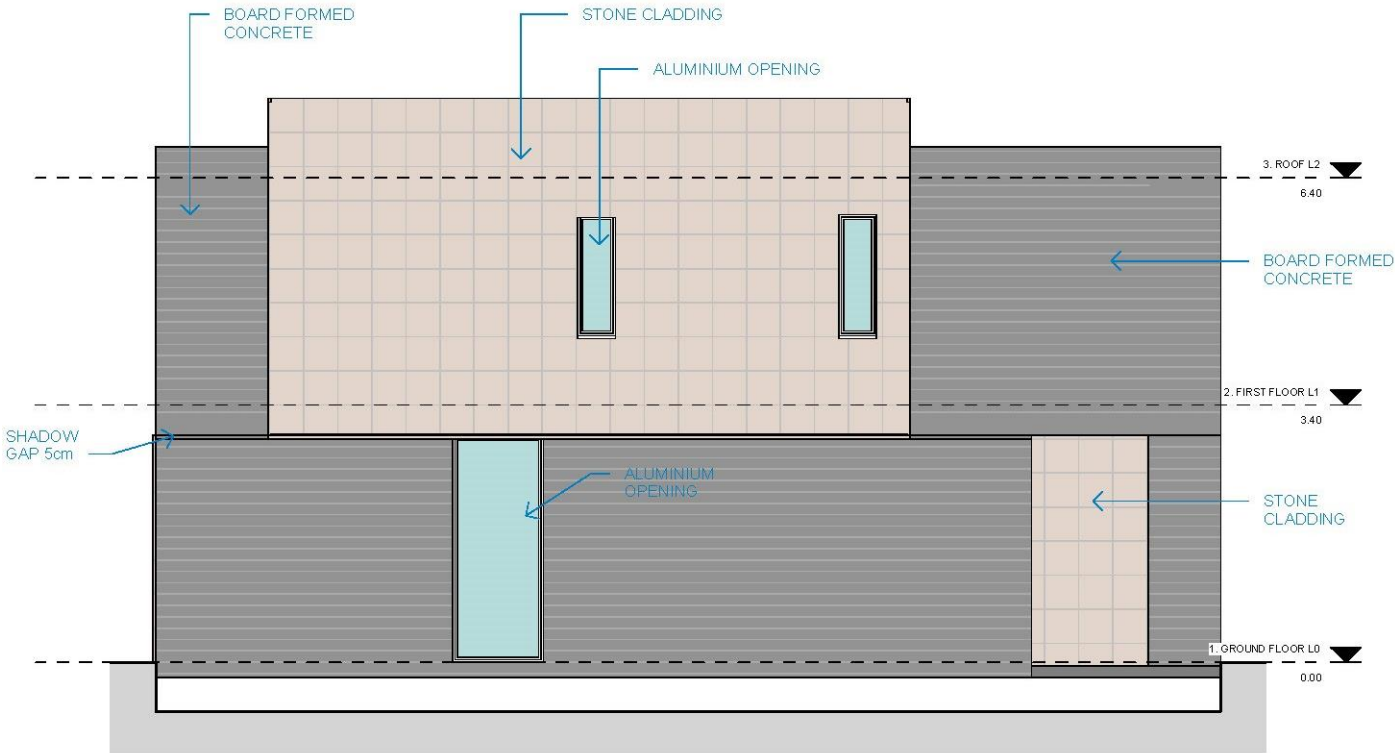 BOARD FORMED
CONCRETE
STONE CLADDING
ALUMINIUM OPENING
3. ROOF L2
6.40
BOARD FORMED
CONCRETE
2. FIRST FLOOR L1
3.40
SHADOW
GAP 5cm
ALUMINIUM
OPENING
STONE
CLADDING
1. GROUND FLOOR L0
0.00